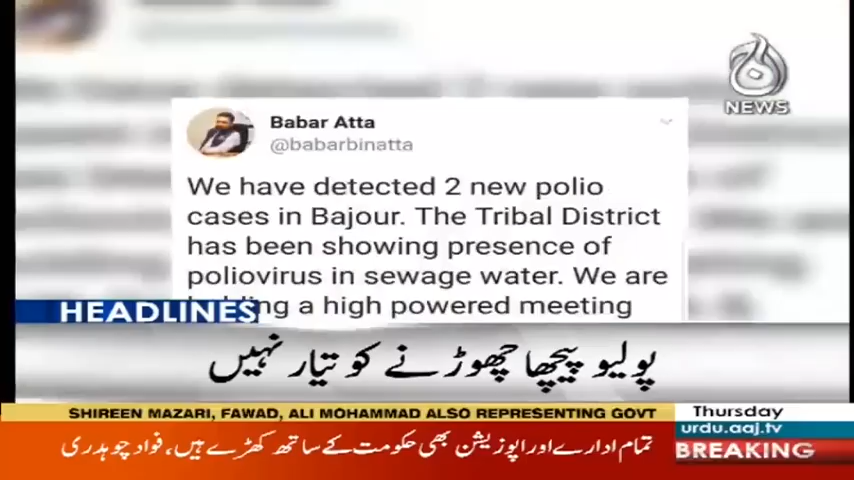 Aaj
NEWS
Babar Atta
@babarbinatta
We have detected 2 new polio
cases in Bajour. The Tribal District
has been showing presence of
poliovirus in sewage water. We are
a high powered meeting
HEADLINES
پولیو پیچھا چھوڑنے کو تیار نہیں
SHIREEN MAZARI, FAWAD, ALI MOHAMMAD ALSO REPRESENTING GOVT
Thursday
urdu.aaj.tv
تمام ادارے اور اپوزیشن بھی حکومت کے ساتھ کھڑے ہیں، فواد چوہدری
BREAKING